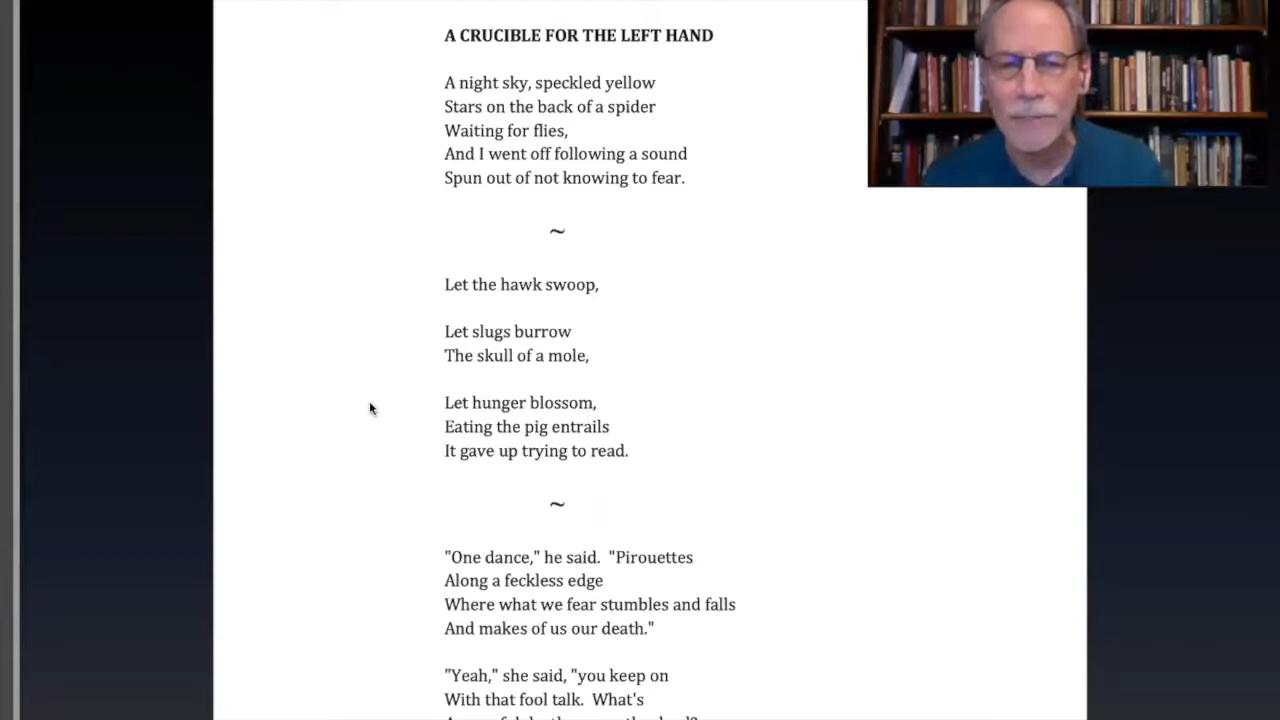 A CRUCIBLE FOR THE LEFT HAND
A night sky, speckled yellow
Stars on the back of a spider
Waiting for flies,
And I went off following a sound
Spun out of not knowing to fear.
~
Let the hawk swoop,
Let slugs burrow
The skull of a mole,
Let hunger blossom,
Eating the pig entrails
It gave up trying to read.
~
"One dance," he said.  "Pirouettes
Along a feckless edge
Where what we fear stumbles and falls
And makes of us our death."
"Yeah," she said, "you keep on
With that fool talk.  What's